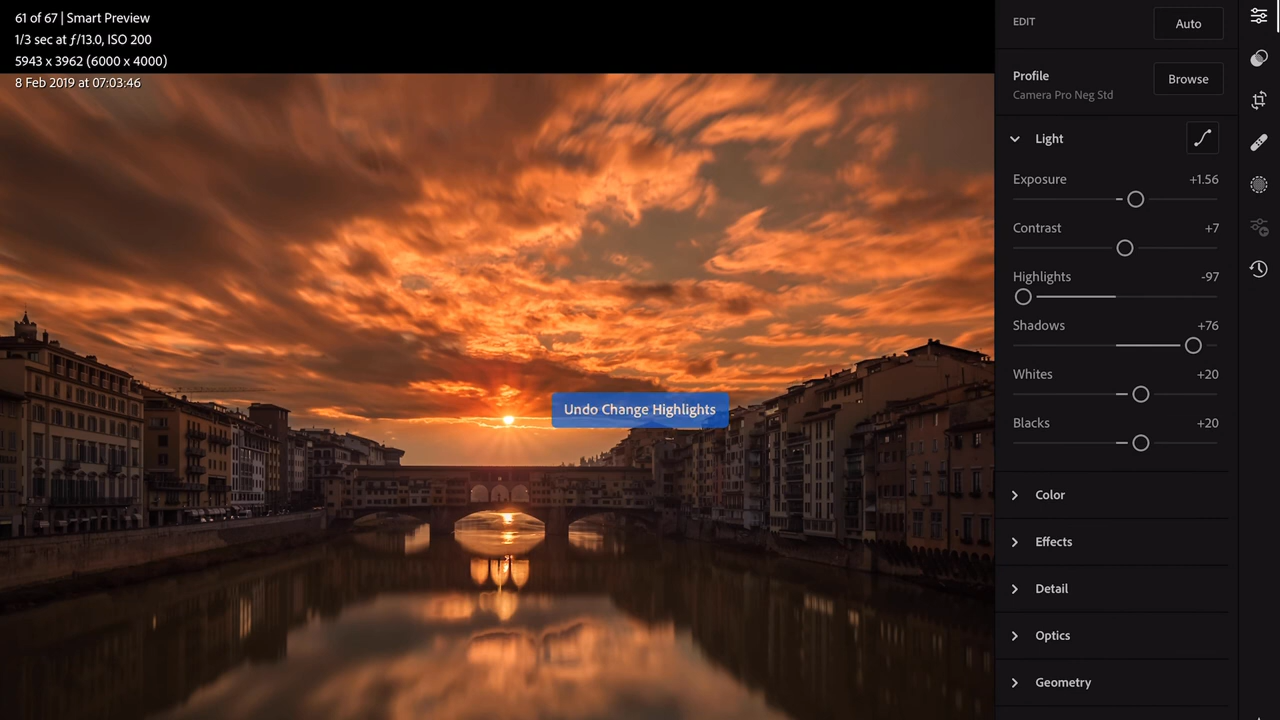 61 of 67 | Smart Preview
1/3 sec at ƒ/13.0, ISO 200
5943 x 3962 (6000 x 4000)
8 Feb 2019 at 07:03:46
Undo Change Highlights
EDIT
Auto
Profile
Camera Pro Neg Std
Browse
Light
Exposure +1.56
Contrast +7
Highlights -97
Shadows +76
Whites +20
Blacks +20
Color
Effects
Detail
Optics
Geometry